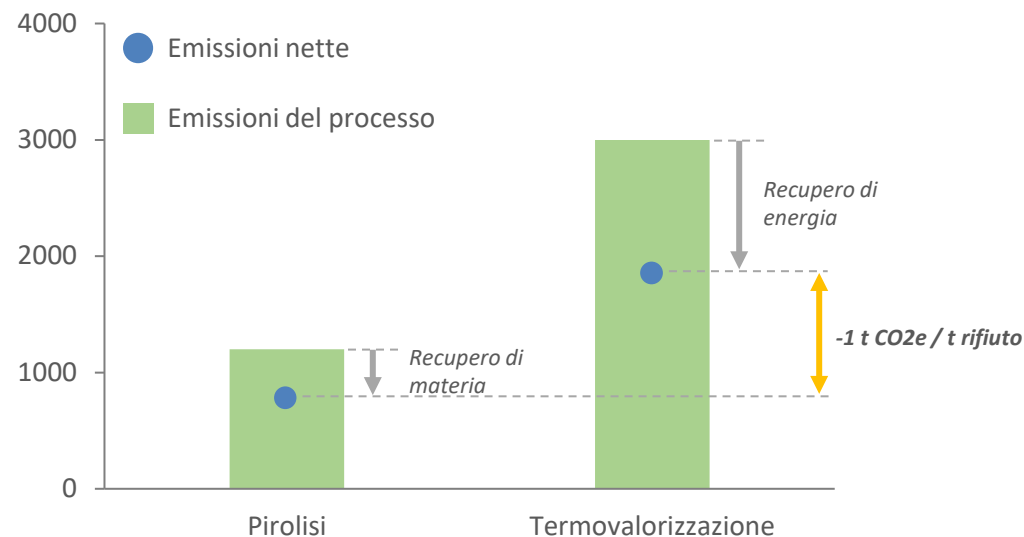 4000
3000
2000
1000
0
Emissioni nette
Emissioni del processo
Recupero di
materia
Recupero di
energia
-1 t CO2e / t rifiuto
Pirolisi
Termovalorizzazione